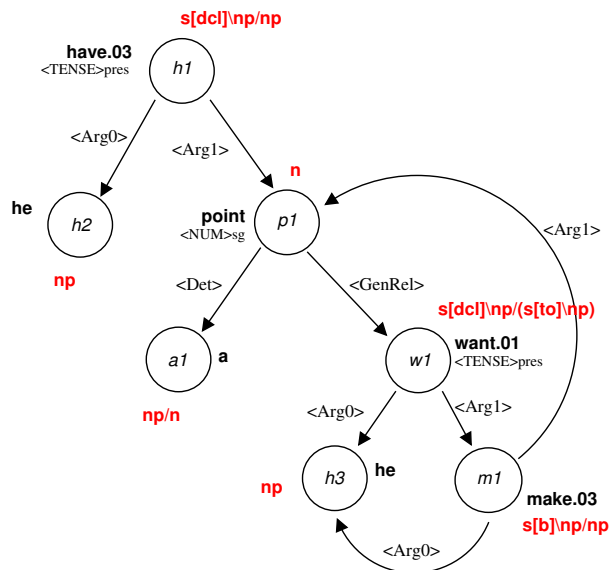 s[dcl]\np/np
have.03
<TENSE>pres
h1
<Arg0>
<Arg1>
n
he
h2
point
<NUM>sg
p1
<Arg1>
np
<Det>
<GenRel>
s[dcl]\np/(s[to]\np)
a1
a
w1
want.01
<TENSE>pres
np/n
<Arg0>
<Arg1>
np
h3
he
m1
make.03
s[b]\np/np
<Arg0>